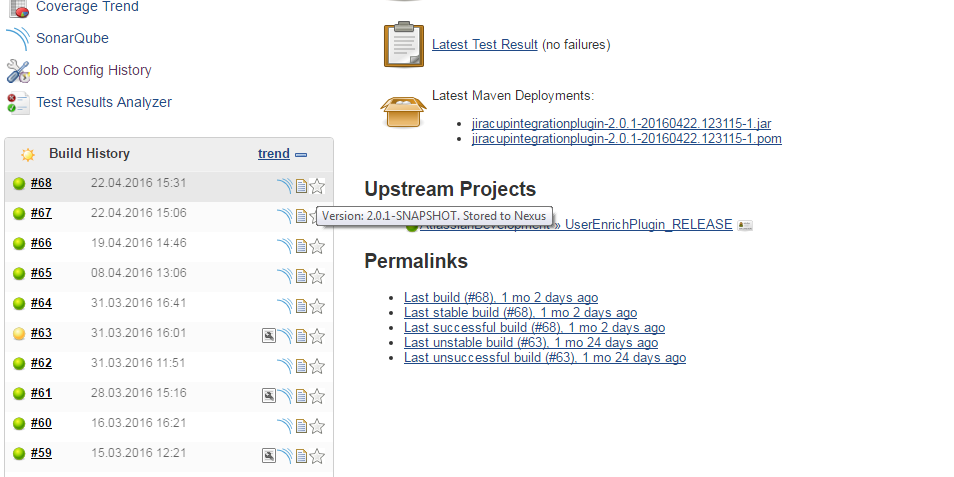 Coverage Trend
SonarQube
Job Config History
Test Results Analyzer
Build History trend
#68 22.04.2016 15:31
#67 22.04.2016 15:06
#66 19.04.2016 14:46
#65 08.04.2016 13:06
#64 31.03.2016 16:41
#63 31.03.2016 16:01
#62 31.03.2016 11:51
#61 28.03.2016 15:16
#60 16.03.2016 16:21
#59 15.03.2016 12:21
Latest Test Result (no failures)
Latest Maven Deployments:
jiracupintegrationplugin-2.0.1-20160422.123115-1.jar
jiracupintegrationplugin-2.0.1-20160422.123115-1.pom
Upstream Projects
Version: 2.0.1-SNAPSHOT. Stored to Nexus
AtlassianDevelopment » UserEnrichPlugin_RELEASE
Permalinks
Last build (#68), 1 mo 2 days ago
Last stable build (#68), 1 mo 2 days ago
Last successful build (#68), 1 mo 2 days ago
Last unstable build (#63), 1 mo 24 days ago
Last unsuccessful build (#63), 1 mo 24 days ago